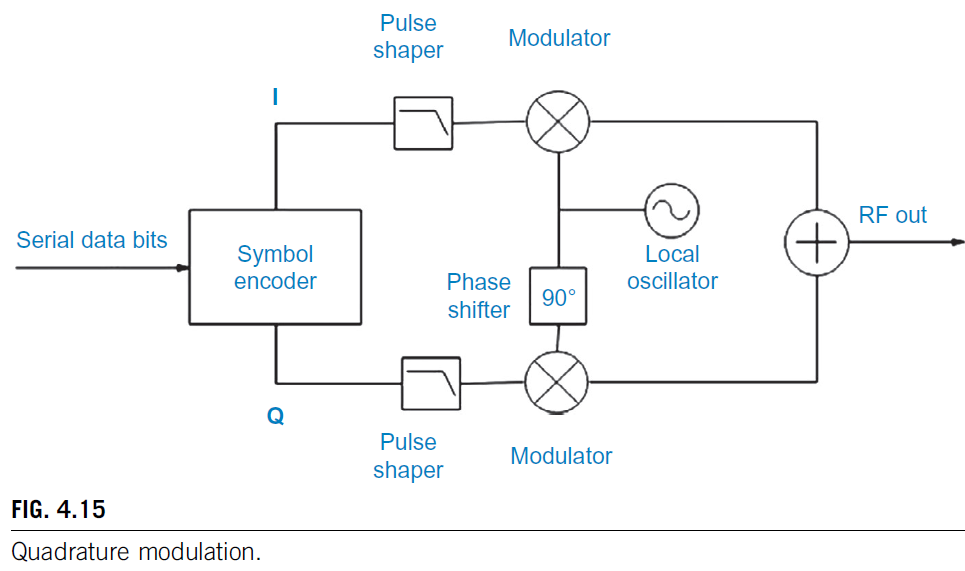 Pulse
shaper
Modulator
I
Serial data bits
Symbol
encoder
Phase
shifter
90°
Local
oscillator
RF out
Q
Pulse
shaper
Modulator
FIG. 4.15
Quadrature modulation.